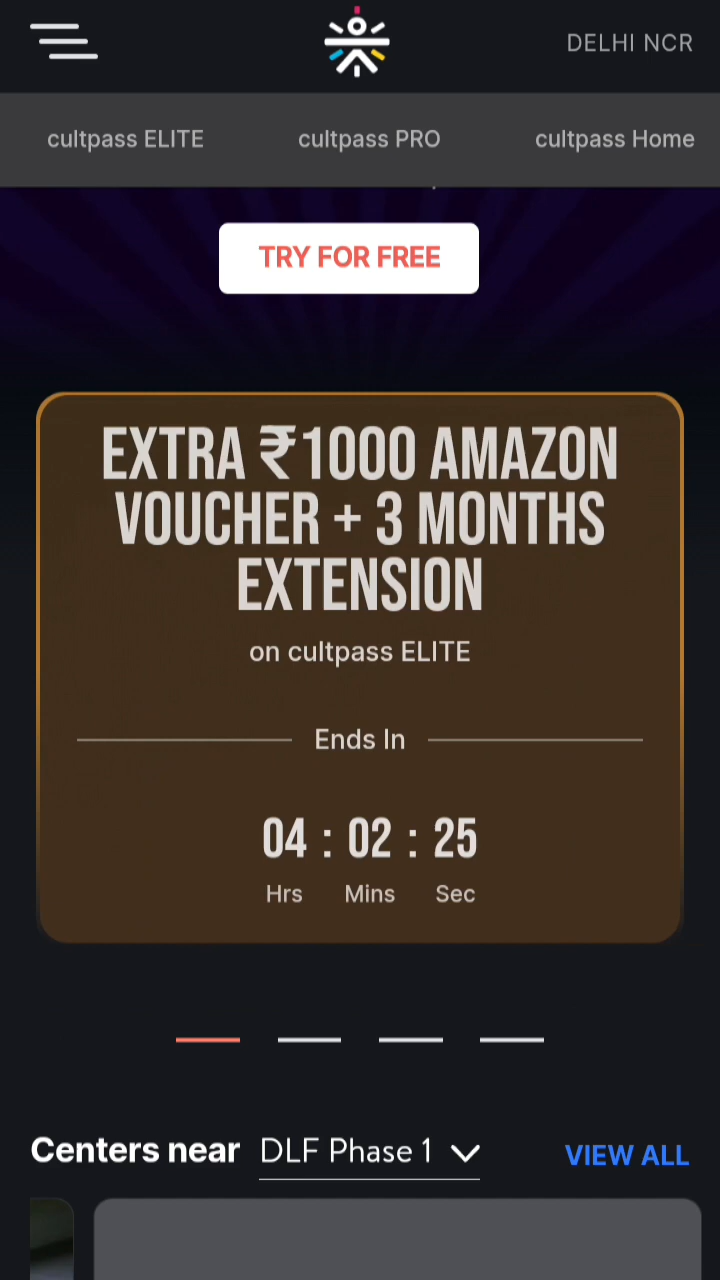 DELHI NCR
cultpass ELITE cultpass PRO cultpass Home
TRY FOR FREE
EXTRA ₹1000 AMAZON
VOUCHER + 3 MONTHS
EXTENSION
on cultpass ELITE
Ends In
04 : 02 : 25
Hrs Mins Sec
Centers near DLF Phase 1 VIEW ALL